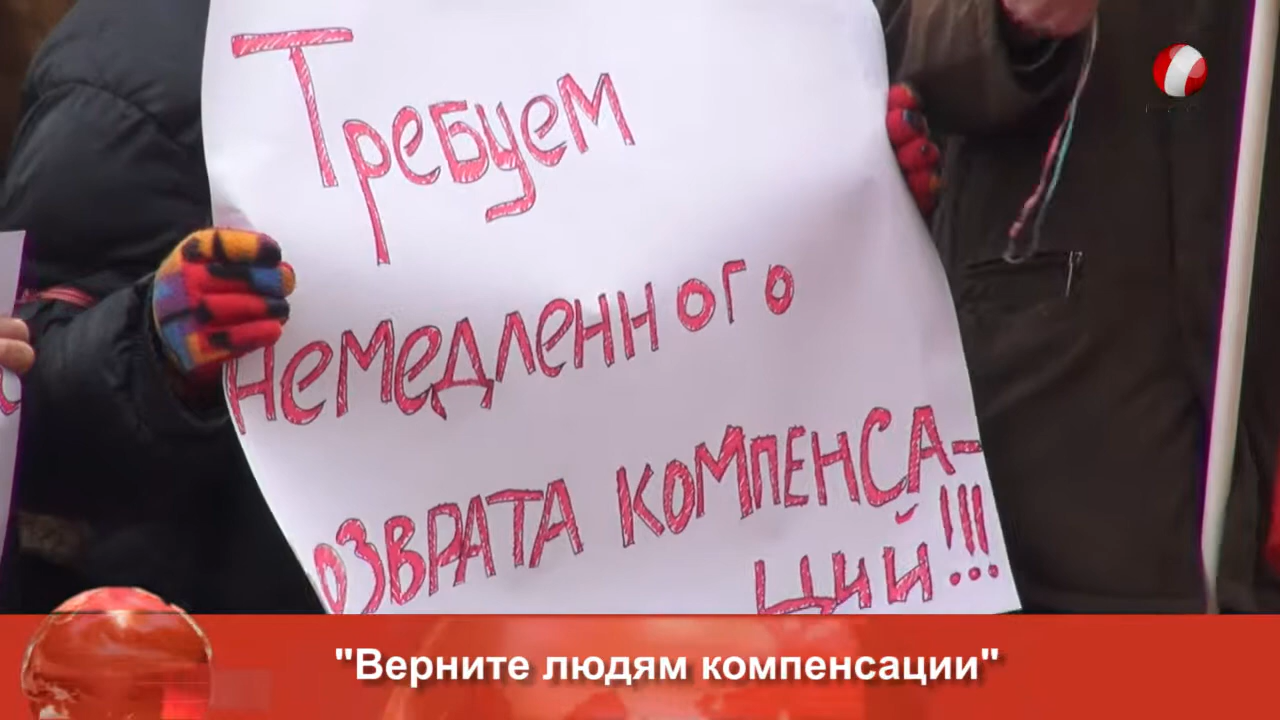 Требуем
немедленного
озврата компенса-
ций!!!
"Верните людям компенсации"